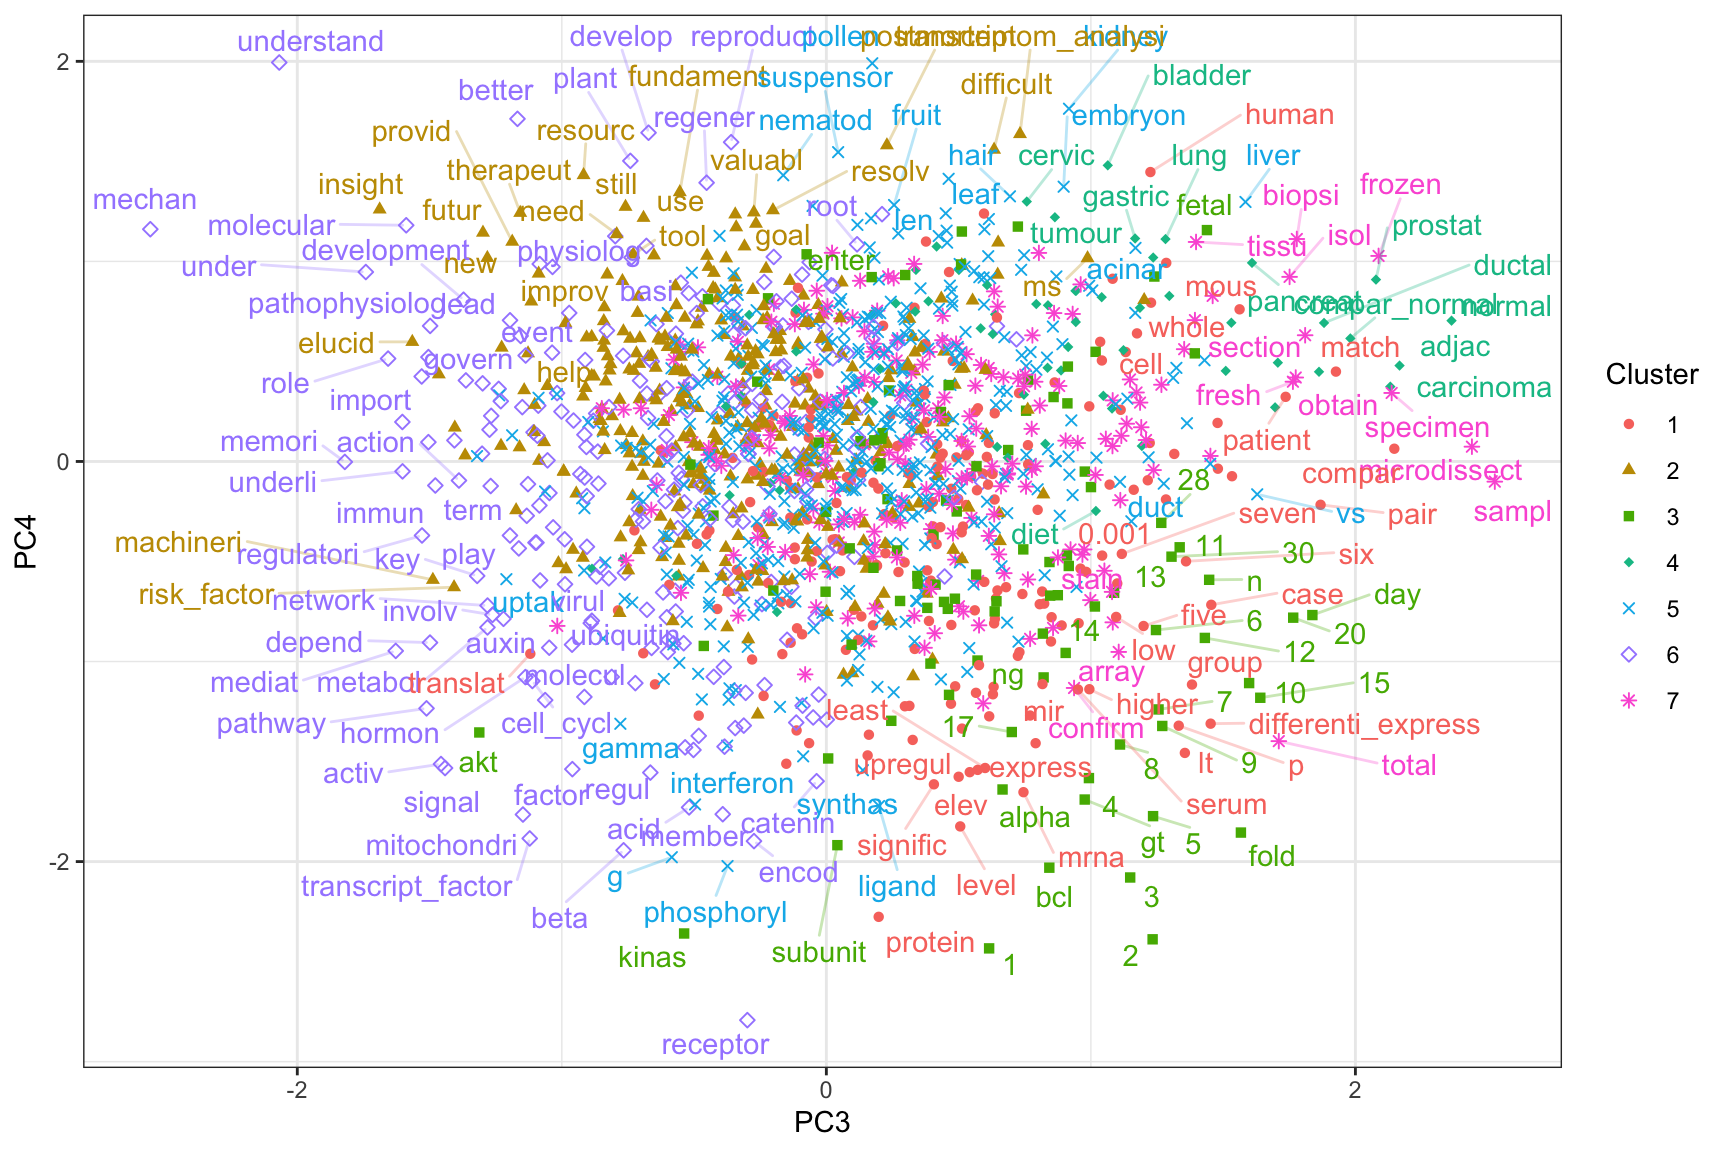 understand
develop
reproduct
pollen
postmortem
transcriptom_analysi
kidney
better
plant
fundament
suspensor
difficult
bladder
provid
resourc
regener
nematod
fruit
embryon
human
insight
therapeut
still
valuabl
resolv
hair
cervic
lung
liver
mechan
molecular
futur
need
use
root
leaf
gastric
fetal
biopsi
frozen
under
development
new
physiolog
tool
goal
len
tumour
tissu
isol
prostat
pathophysiolog
lead
improv
basi
enter
ms
acinar
mous
pancreat
compar_normal
normal
ductal
elucid
event
govern
whole
section
match
adjac
role
help
cell
fresh
obtain
carcinoma
import
memori
action
patient
specimen
underli
compar
microdissect
immun
term
28
duct
seven
vs
pair
sampl
machineri
regulatori
key
play
diet
0.001
11
30
six
risk_factor
network
involv
uptak
virul
stain
13
n
case
day
depend
auxin
ubiquitin
14
five
6
20
mediat
metabol
translat
molecul
ng
low
group
12
pathway
hormon
cell_cycl
least
array
higher
7
10
15
mir
activ
akt
gamma
17
confirm
differenti_express
signal
factor
regul
interferon
upregul
express
8
lt
9
p
total
mitochondri
acid
member
catenin
synthas
elev
alpha
4
serum
transcript_factor
g
encod
signific
mrna
gt
5
fold
beta
phosphoryl
ligand
level
bcl
3
kinas
subunit
protein
1
2
receptor
2
0
-2
PC4
-2
0
2
PC3
Cluster
1
2
3
4
5
6
7